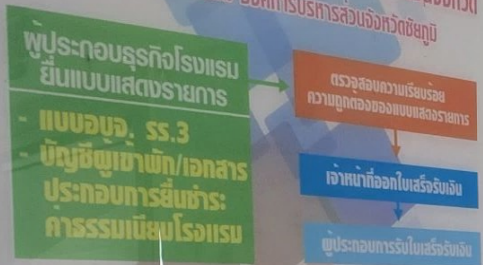 องค์การบริหารส่วนจังหวัดชัยภูมิ
ผู้ประกอบธุรกิจโรงแรม
ยื่นแบบแสดงรายการ
- แบบอบจ. รร.3
- บัญชีผู้เข้าพัก/เอกสาร
ประกอบการยื่นชำระ
ค่าธรรมเนียมโรงแรม
ตรวจสอบความเรียบร้อย
ความถูกต้องของแบบแสดงรายการ
เจ้าหน้าที่ออกใบเสร็จรับเงิน
ผู้ประกอบการรับใบเสร็จรับเงิน